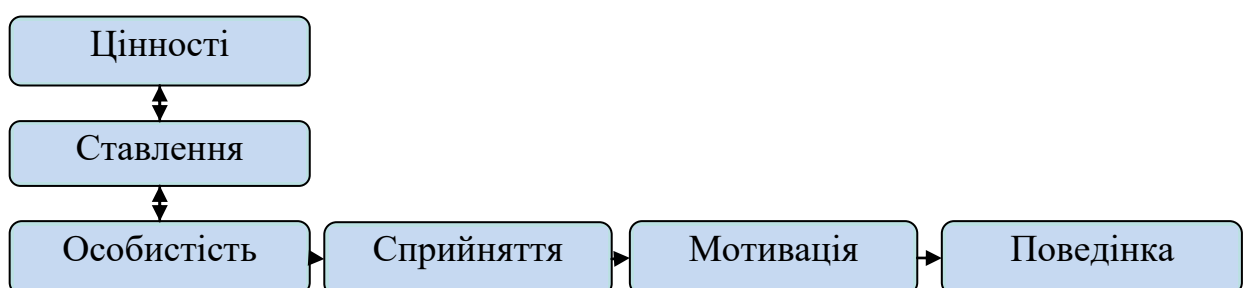 Цінності
Ставлення
Особистість
Сприйняття
Мотивація
Поведінка